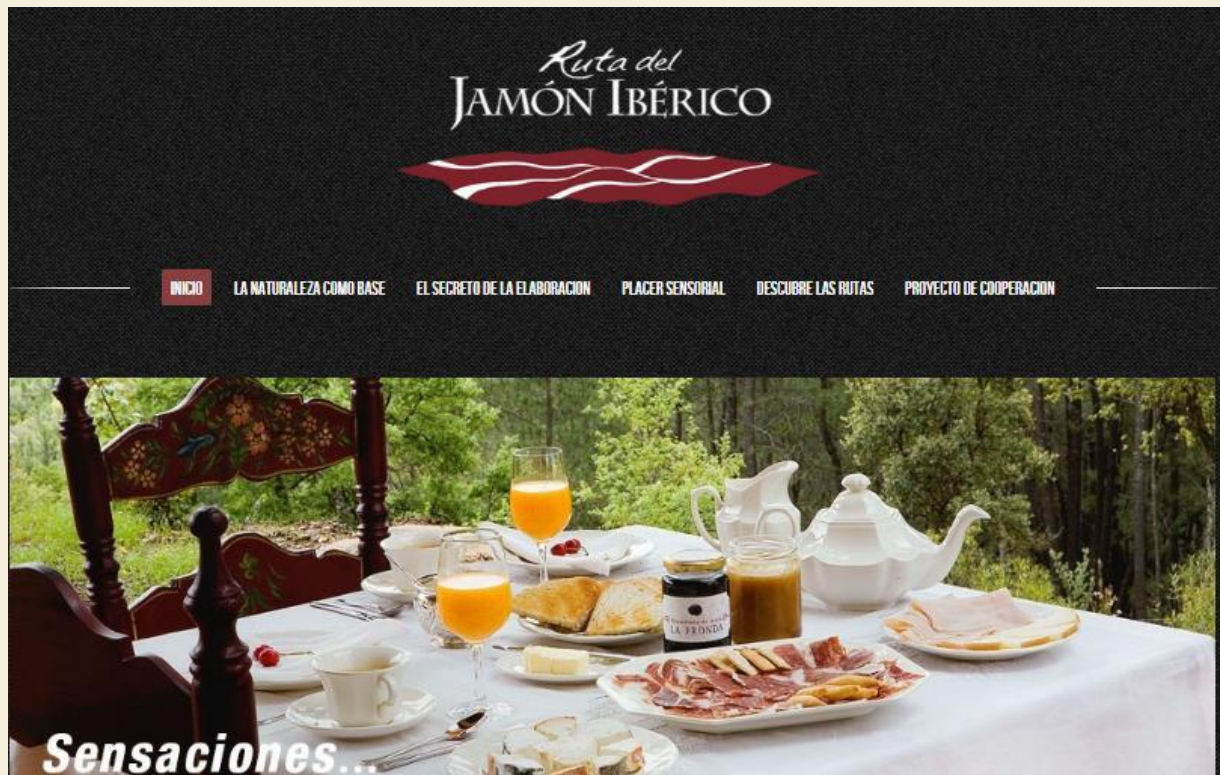 Ruta del
JAMÓN IBÉRICO
INICIO LA NATURALEZA COMO BASE EL SECRETO DE LA ELABORACION PLACER SENSORIAL DESCUBRE LAS RUTAS PROYECTO DE COOPERACION
LA FRONDA
Sensaciones...